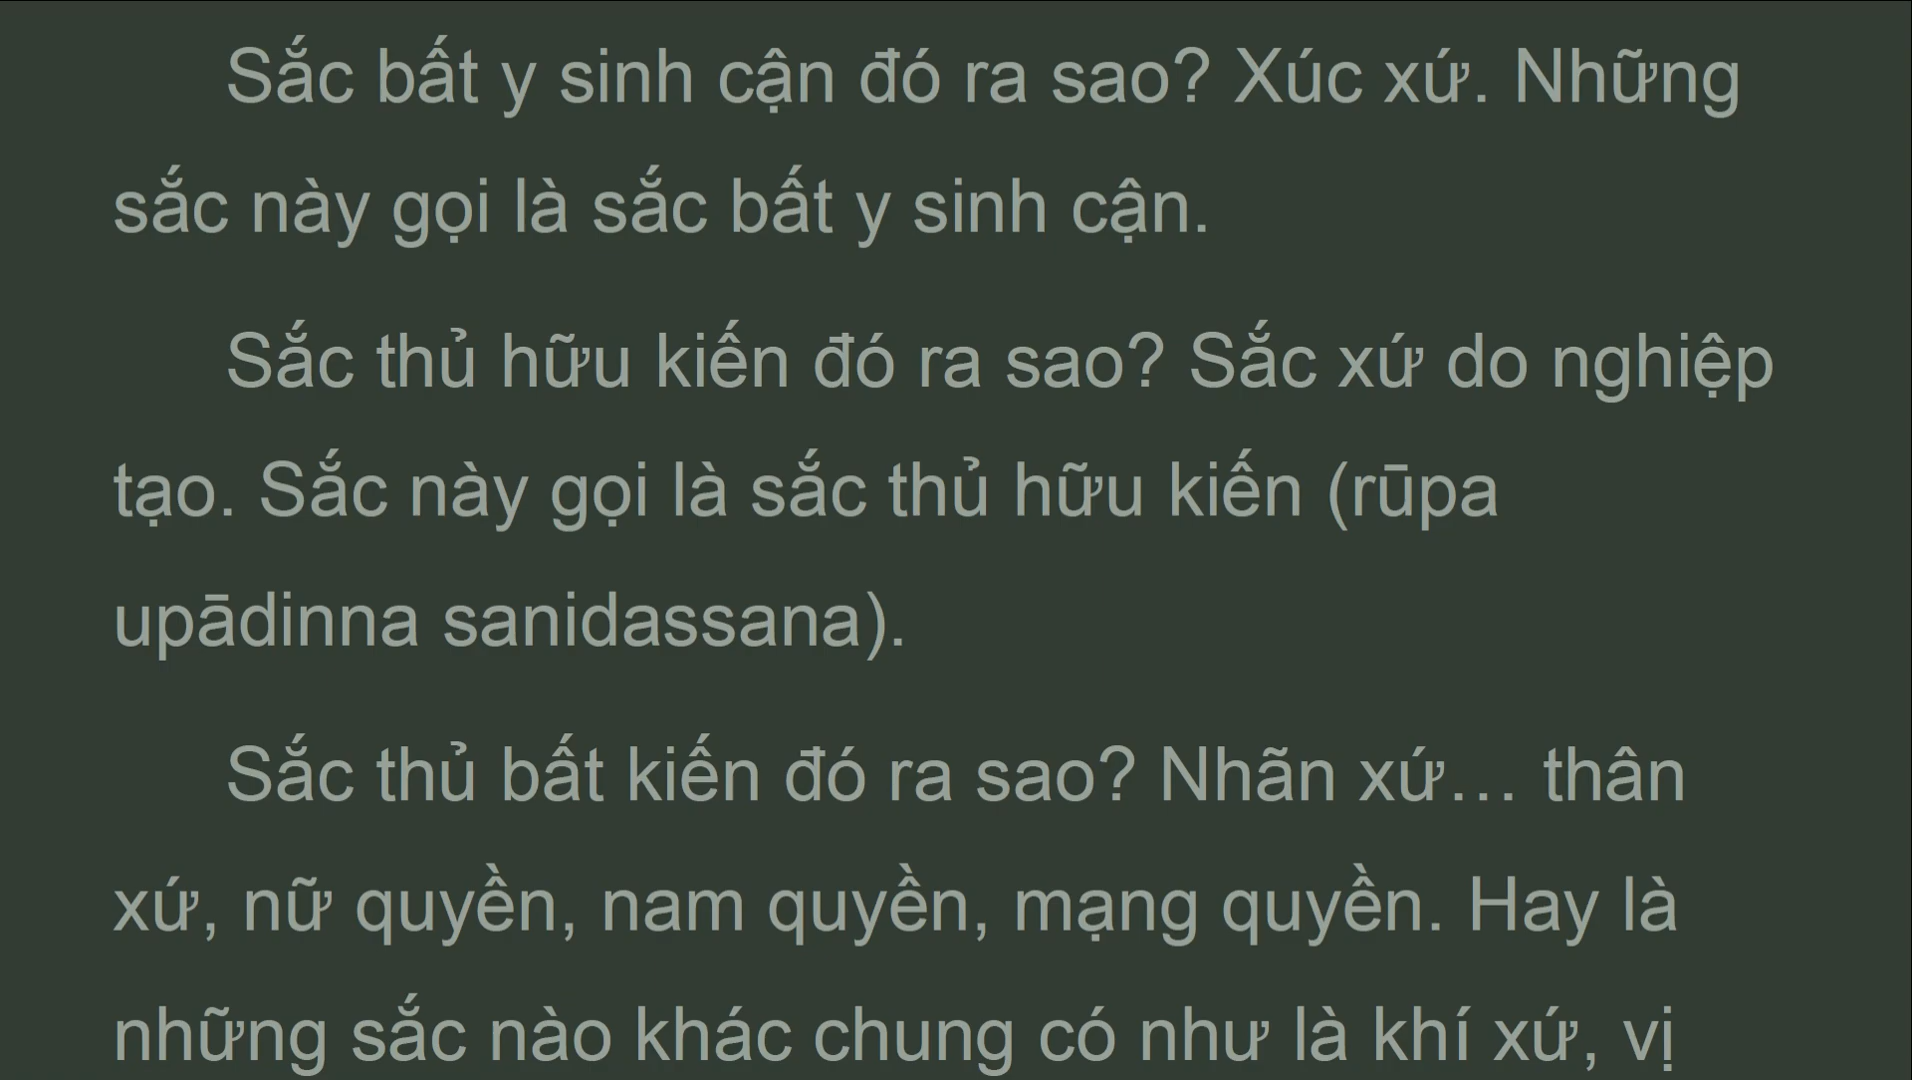 Sắc bất y sinh cận đó ra sao? Xúc xứ. Những
sắc này gọi là sắc bất y sinh cận.
Sắc thủ hữu kiến đó ra sao? Sắc xứ do nghiệp
tạo. Sắc này gọi là sắc thủ hữu kiến (rūpa
upādinna sanidassana).
Sắc thủ bất kiến đó ra sao? Nhãn xứ… thân
xứ, nữ quyền, nam quyền, mạng quyền. Hay là
những sắc nào khác chung có như là khí xứ, vị